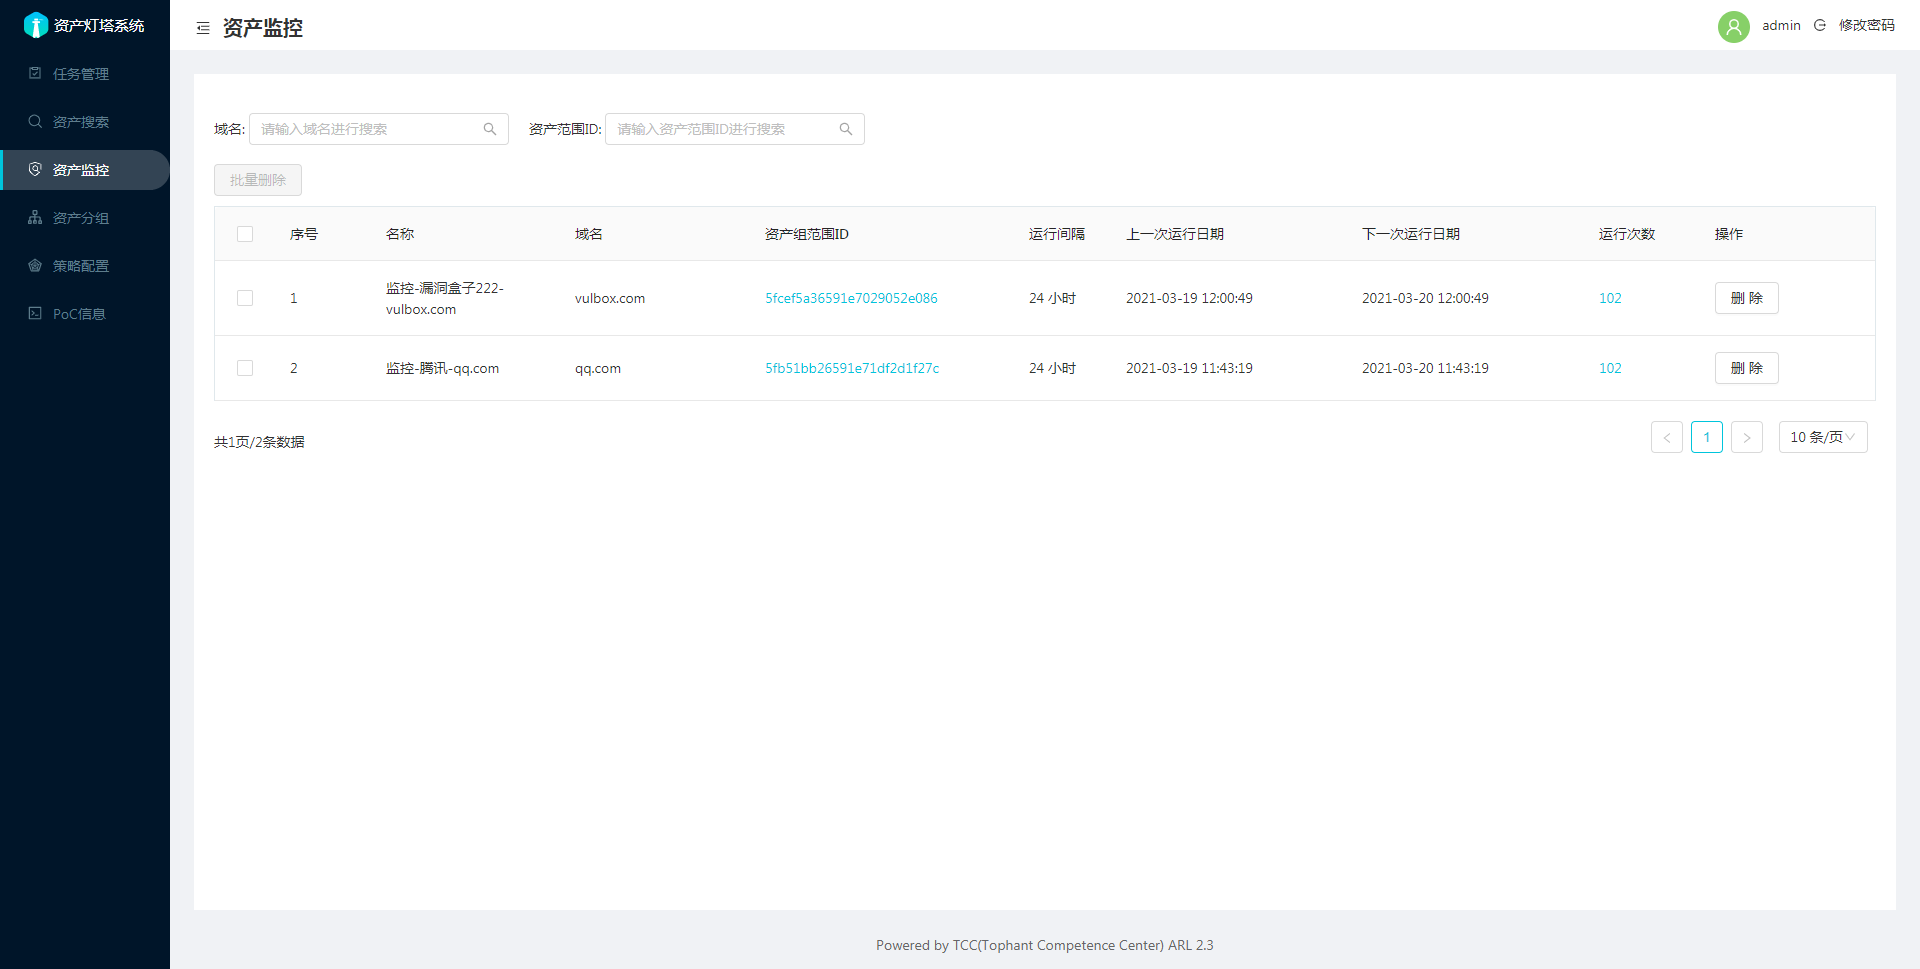 资产灯塔系统
任务管理
资产搜索
资产监控
资产分组
策略配置
PoC信息
资产监控
admin 修改密码
域名: 请输入域名进行搜索 资产范围ID: 请输入资产范围ID进行搜索
批量删除
序号 名称 域名 资产组范围ID 运行间隔 上一次运行日期 下一次运行日期 运行次数 操作
1 监控-漏洞盒子222-vulbox.com vulbox.com 5fcef5a36591e7029052e086 24 小时 2021-03-19 12:00:49 2021-03-20 12:00:49 102 删 除
2 监控-腾讯-qq.com qq.com 5fb51bb26591e71df2d1f27c 24 小时 2021-03-19 11:43:19 2021-03-20 11:43:19 102 删 除
共1页/2条数据 < 1 > 10 条/页
Powered by TCC(Tophant Competence Center) ARL 2.3